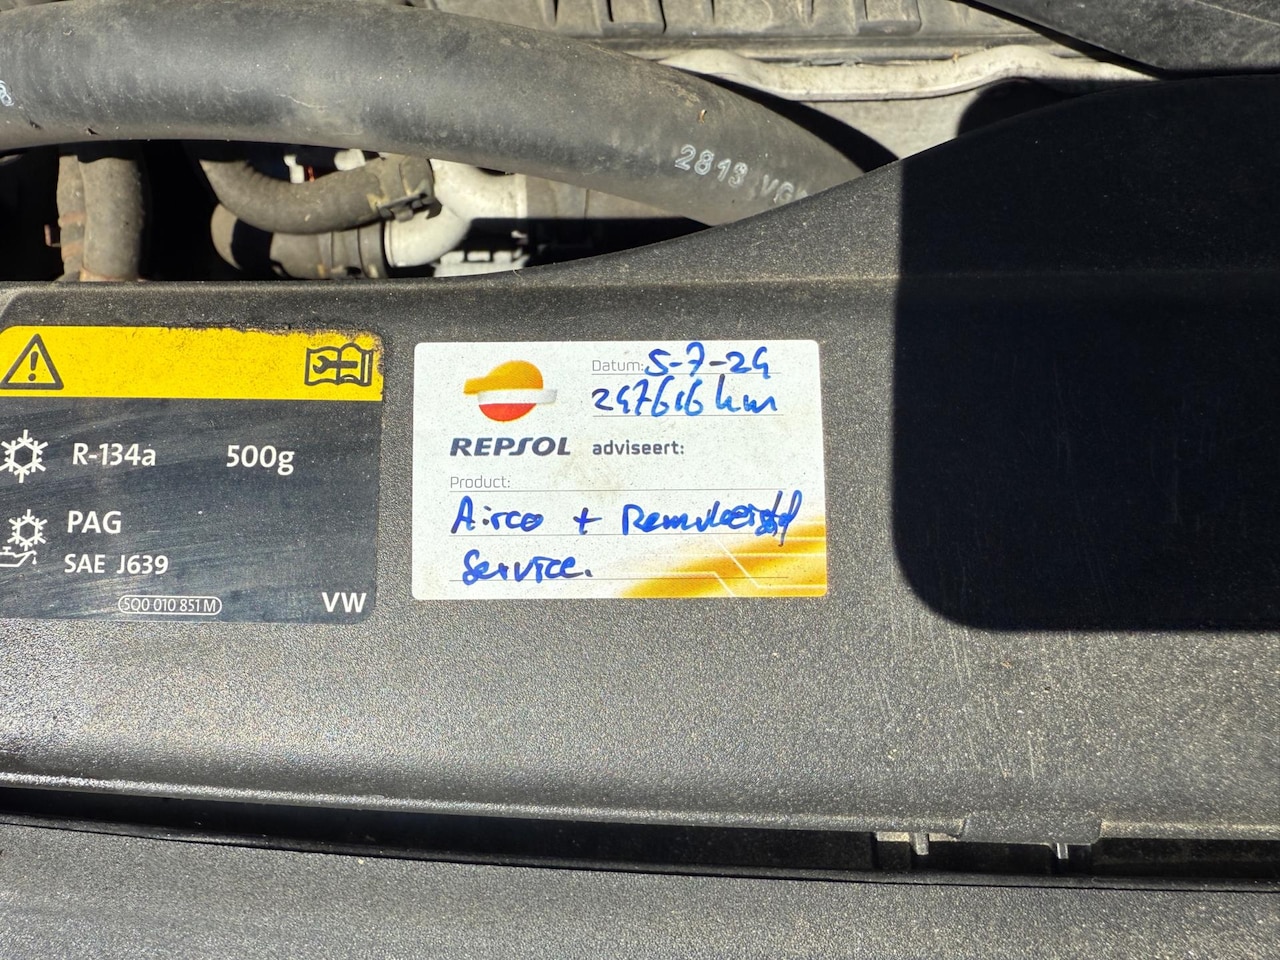 2813 VG
R-134a 500g
PAG
SAE J639
5Q0 010 851 M
VW
Datum: 5-7-24
247616 km
REPSOL adviseert:
Product:
Airco + Remvloeistof
Service.